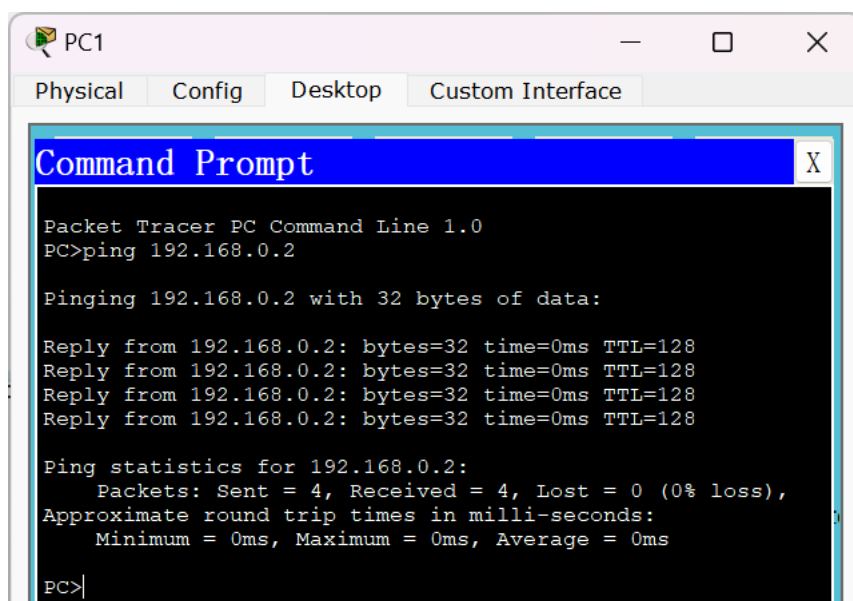 PC1
Physical Config Desktop Custom Interface
Command Prompt X
Packet Tracer PC Command Line 1.0
PC>ping 192.168.0.2
Pinging 192.168.0.2 with 32 bytes of data:
Reply from 192.168.0.2: bytes=32 time=0ms TTL=128
Reply from 192.168.0.2: bytes=32 time=0ms TTL=128
Reply from 192.168.0.2: bytes=32 time=0ms TTL=128
Reply from 192.168.0.2: bytes=32 time=0ms TTL=128
Ping statistics for 192.168.0.2:
Packets: Sent = 4, Received = 4, Lost = 0 (0% loss),
Approximate round trip times in milli-seconds:
Minimum = 0ms, Maximum = 0ms, Average = 0ms
PC>